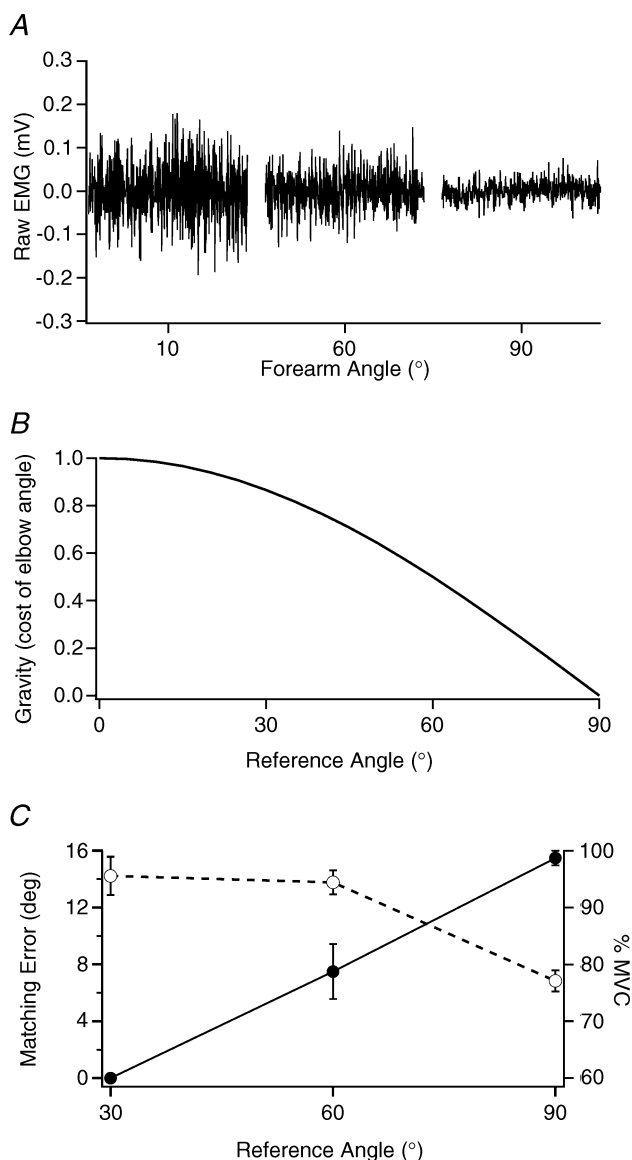 A
0.3
0.2
0.1
0.0
-0.1
-0.2
-0.3
Raw EMG (mV)
10 60 90
Forearm Angle (°)
B
1.0
0.8
0.6
0.4
0.2
0.0
Gravity (cost of elbow angle)
0 30 60 90
Reference Angle (°)
C
16
12
8
4
0
Matching Error (deg)
100
90
80
70
60
% MVC
30 60 90
Reference Angle (°)